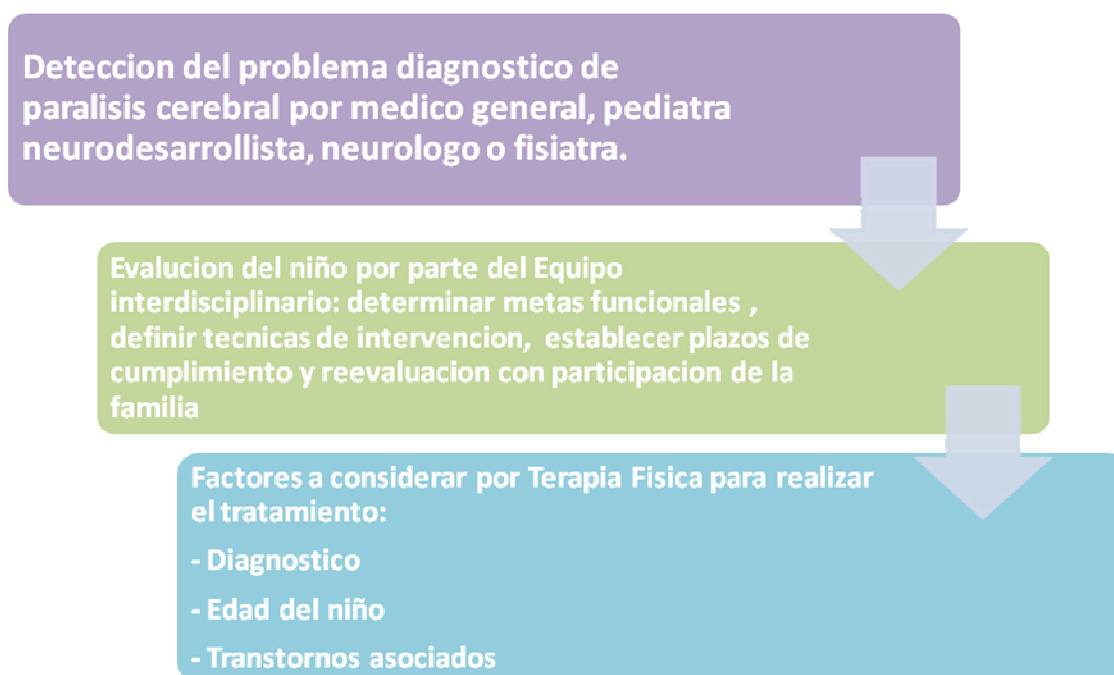 Deteccion del problema diagnostico de
paralisis cerebral por medico general, pediatra
neurodesarrollista, neurologo o fisiatra.
Evalucion del niño por parte del Equipo
interdisciplinario: determinar metas funcionales ,
definir tecnicas de intervencion, establecer plazos de
cumplimiento y reevaluacion con participacion de la
familia
Factores a considerar por Terapia Fisica para realizar
el tratamiento:
- Diagnostico
- Edad del niño
- Transtornos asociados